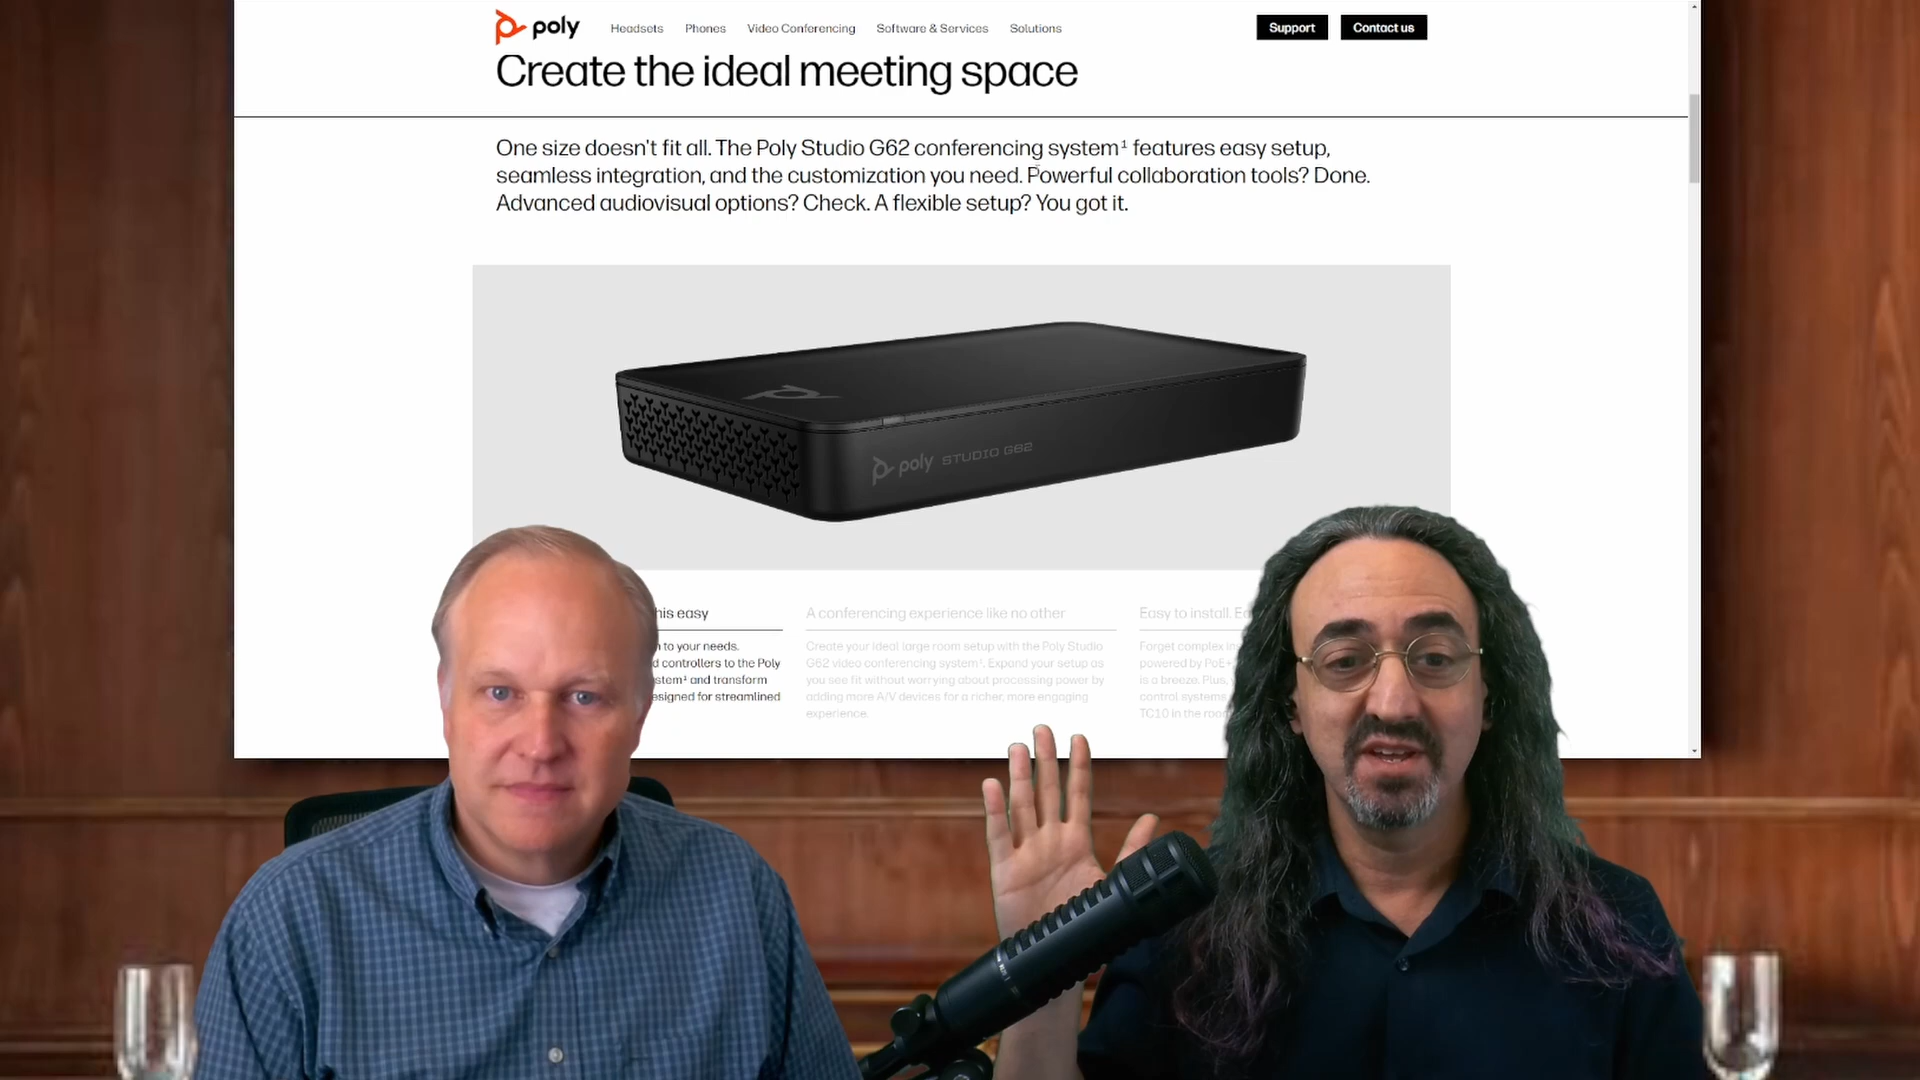 poly
Headsets Phones Video Conferencing Software & Services Solutions Support Contact us
Create the ideal meeting space
One size doesn't fit all. The Poly Studio G62 conferencing system¹ features easy setup,
seamless integration, and the customization you need. Powerful collaboration tools? Done.
Advanced audiovisual options? Check. A flexible setup? You got it.
poly STUDIO G62
his easy
to your needs.
controllers to the Poly
stem¹ and transform
esigned for streamlined
A conferencing experience like no other
Create your ideal large room setup with the Poly Studio
G62 video conferencing system¹. Expand your setup as
you see fit without worrying about processing power by
adding more A/V devices for a richer, more engaging
experience.
Easy to install.
Forget complex
powered by PoE+
is a breeze. Plus,
control systems
TC10 in the